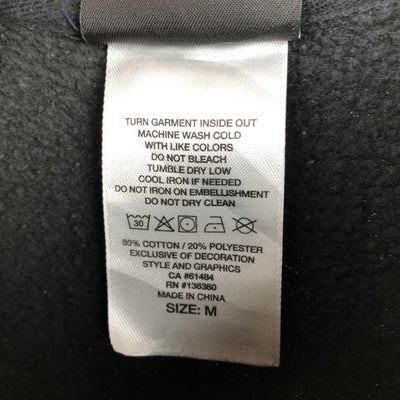 TURN GARMENT INSIDE OUT
MACHINE WASH COLD
WITH LIKE COLORS
DO NOT BLEACH
TUMBLE DRY LOW
COOL IRON IF NEEDED
DO NOT IRON ON EMBELLISHMENT
DO NOT DRY CLEAN
30
80% COTTON / 20% POLYESTER
EXCLUSIVE OF DECORATION
STYLE AND GRAPHICS
CA #61484
RN #138380
MADE IN CHINA
SIZE: M